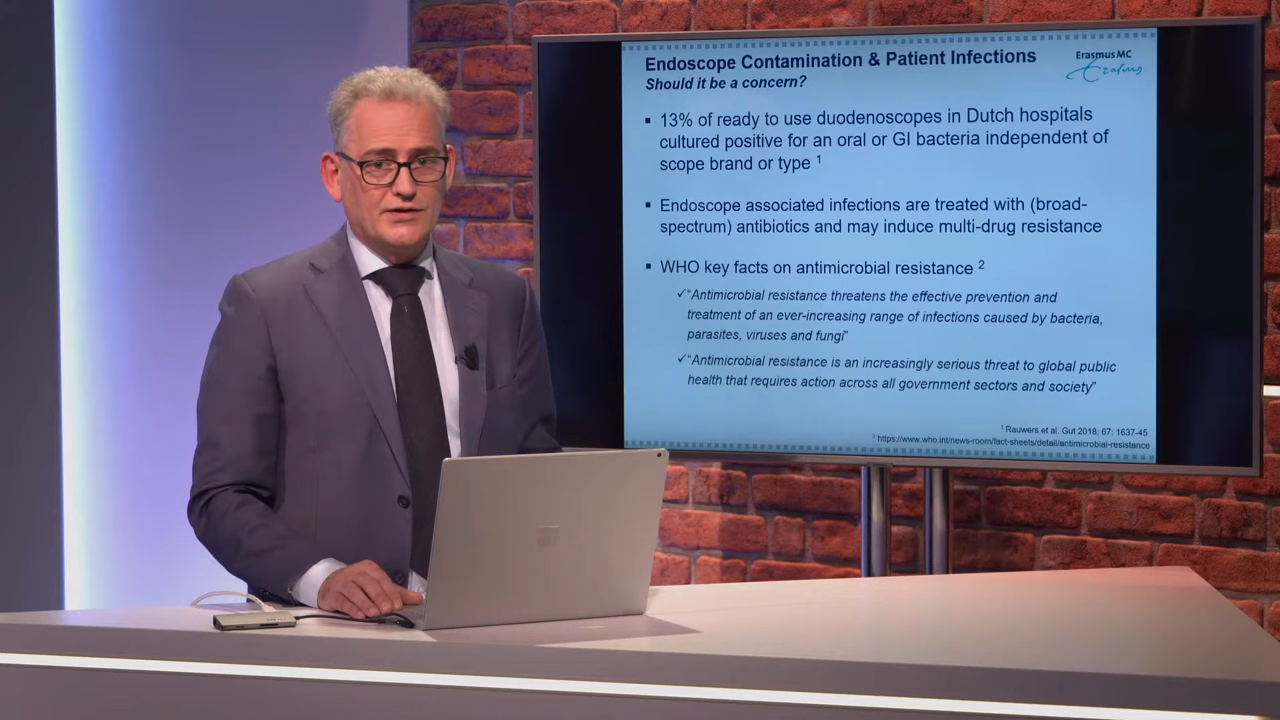 Endoscope Contamination & Patient Infections
Should it be a concern?
Erasmus MC
Erasmus
▪ 13% of ready to use duodenoscopes in Dutch hospitals
cultured positive for an oral or GI bacteria independent of
scope brand or type ¹
▪ Endoscope associated infections are treated with (broad-
spectrum) antibiotics and may induce multi-drug resistance
▪ WHO key facts on antimicrobial resistance ²
✓"Antimicrobial resistance threatens the effective prevention and
treatment of an ever-increasing range of infections caused by bacteria,
parasites, viruses and fungi"
✓"Antimicrobial resistance is an increasingly serious threat to global public
health that requires action across all government sectors and society"
¹ Rauwers et al. Gut 2018; 67: 1637-45
² https://www.who.int/news-room/fact-sheets/detail/antimicrobial-resistance